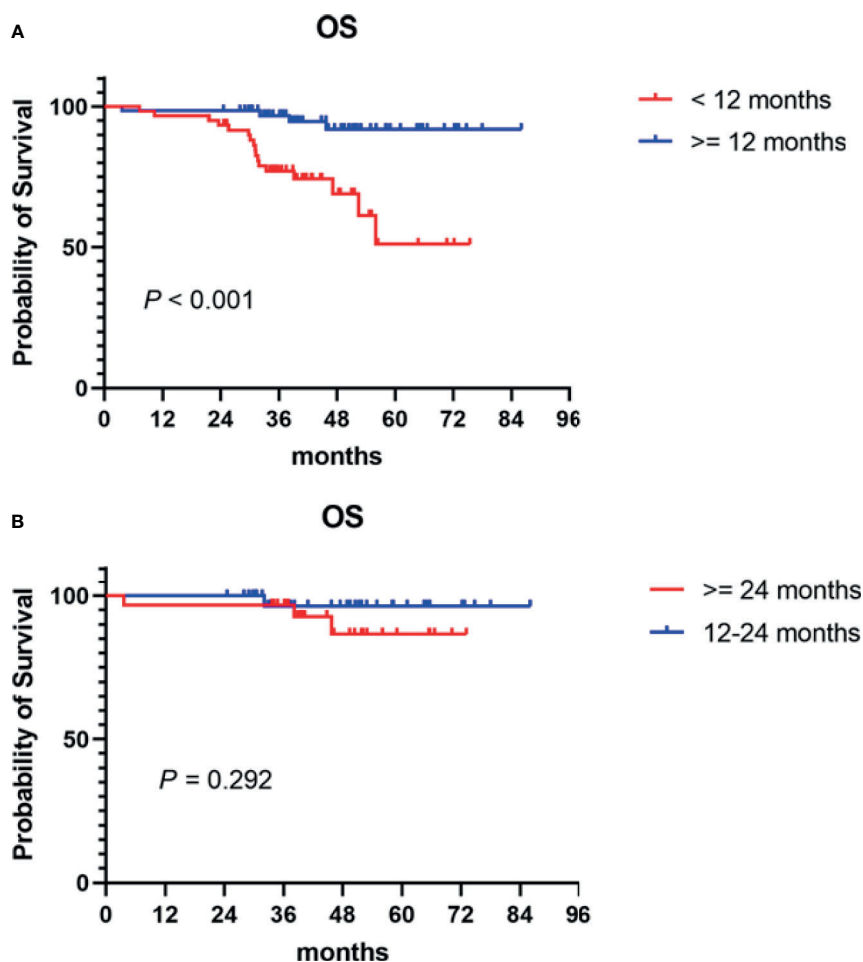 A
OS
100
50
0
Probability of Survival
0 12 24 36 48 60 72 84 96
months
P < 0.001
< 12 months
>= 12 months
B
OS
100
50
0
Probability of Survival
0 12 24 36 48 60 72 84 96
months
P = 0.292
>= 24 months
12-24 months